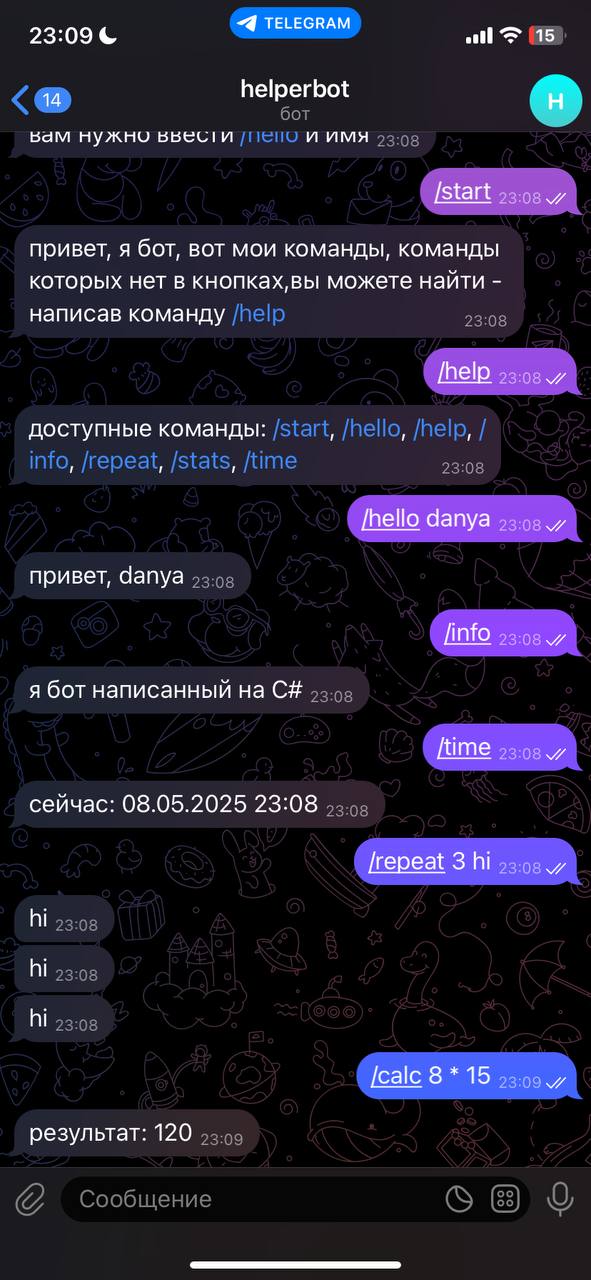 23:09
TELEGRAM
15
14
helperbot
бот
H
вам нужно ввести /hello и имя 23:08
/start 23:08
привет, я бот, вот мои команды, команды
которых нет в кнопках,вы можете найти -
написав команду /help 23:08
/help 23:08
доступные команды: /start, /hello, /help, /
info, /repeat, /stats, /time 23:08
/hello danya 23:08
привет, danya 23:08
/info 23:08
я бот написанный на C# 23:08
/time 23:08
сейчас: 08.05.2025 23:08 23:08
/repeat 3 hi 23:08
hi 23:08
hi 23:08
hi 23:08
/calc 8 * 15 23:09
результат: 120 23:09
Сообщение